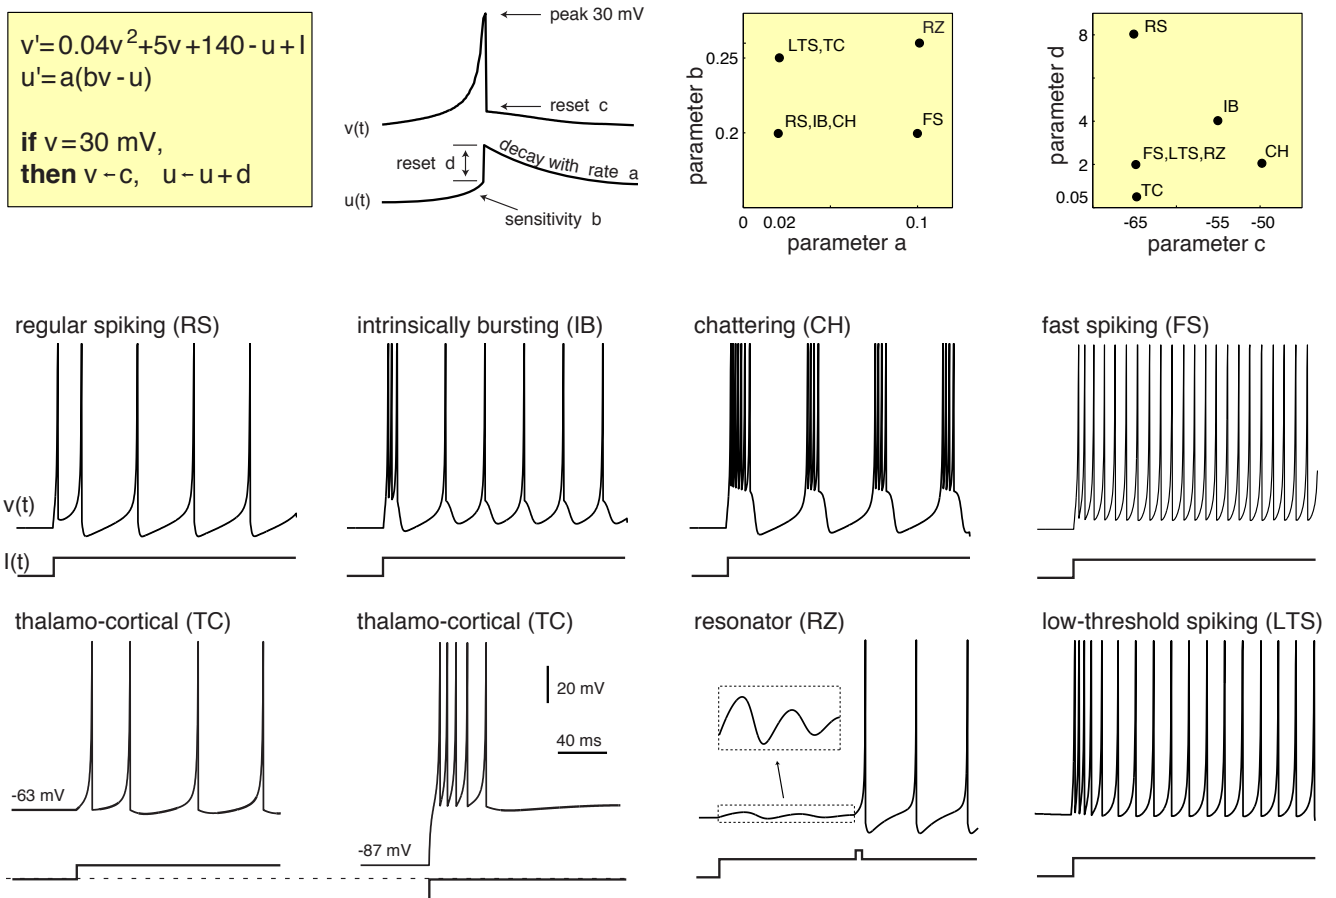 v'=0.04v²+5v+140-u+I
u'=a(bv-u)
if v=30 mV,
then v←c, u←u+d
peak 30 mV
reset c
v(t)
reset d
decay with rate a
u(t)
sensitivity b
parameter b
0.25
0.2
RZ
LTS,TC
RS,IB,CH
FS
0 0.02 0.1
parameter a
parameter d
8
4
2
0.05
RS
IB
FS,LTS,RZ
CH
TC
-65 -55 -50
parameter c
regular spiking (RS)
intrinsically bursting (IB)
chattering (CH)
fast spiking (FS)
v(t)
I(t)
thalamo-cortical (TC)
thalamo-cortical (TC)
resonator (RZ)
low-threshold spiking (LTS)
-63 mV
20 mV
40 ms
-87 mV